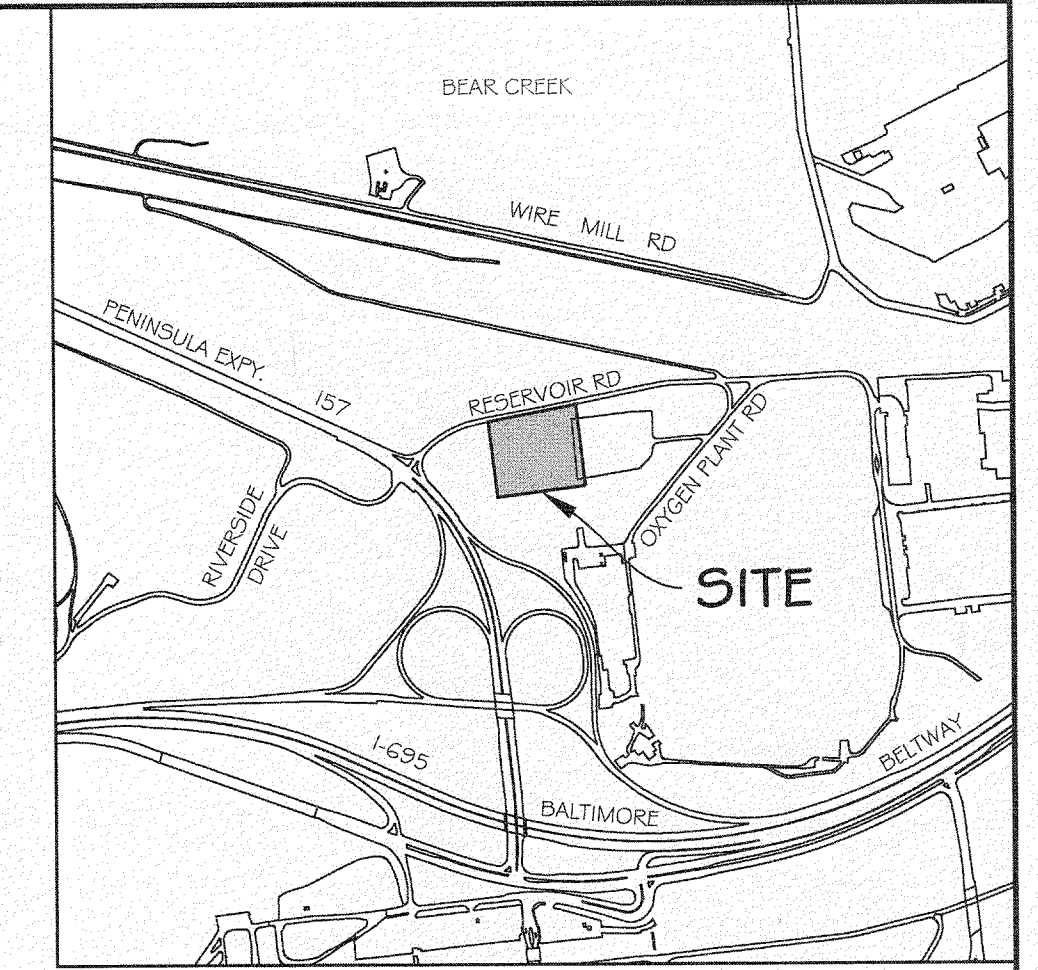 BEAR CREEK
WIRE MILL RD
PENINSULA EXPY.
157
RESERVOIR RD
OXYGEN PLANT RD
RIVERSIDE
DRIVE
SITE
I-695
BALTIMORE
BELTWAY